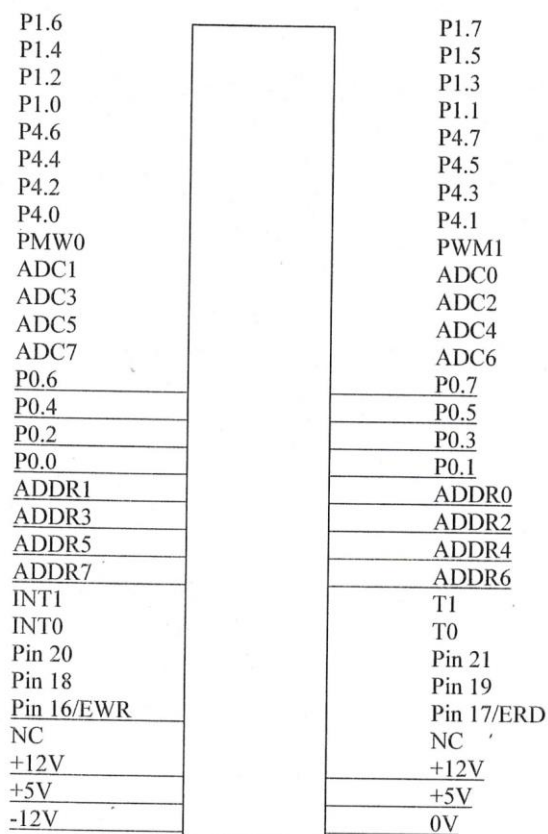 P1.6 P1.7
P1.4 P1.5
P1.2 P1.3
P1.0 P1.1
P4.6 P4.7
P4.4 P4.5
P4.2 P4.3
P4.0 P4.1
PMW0 PWM1
ADC1 ADC0
ADC3 ADC2
ADC5 ADC4
ADC7 ADC6
P0.6 P0.7
P0.4 P0.5
P0.2 P0.3
P0.0 P0.1
ADDR1 ADDR0
ADDR3 ADDR2
ADDR5 ADDR4
ADDR7 ADDR6
INT1 T1
INT0 T0
Pin 20 Pin 21
Pin 18 Pin 19
Pin 16/EWR Pin 17/ERD
NC NC
+12V +12V
+5V +5V
-12V 0V